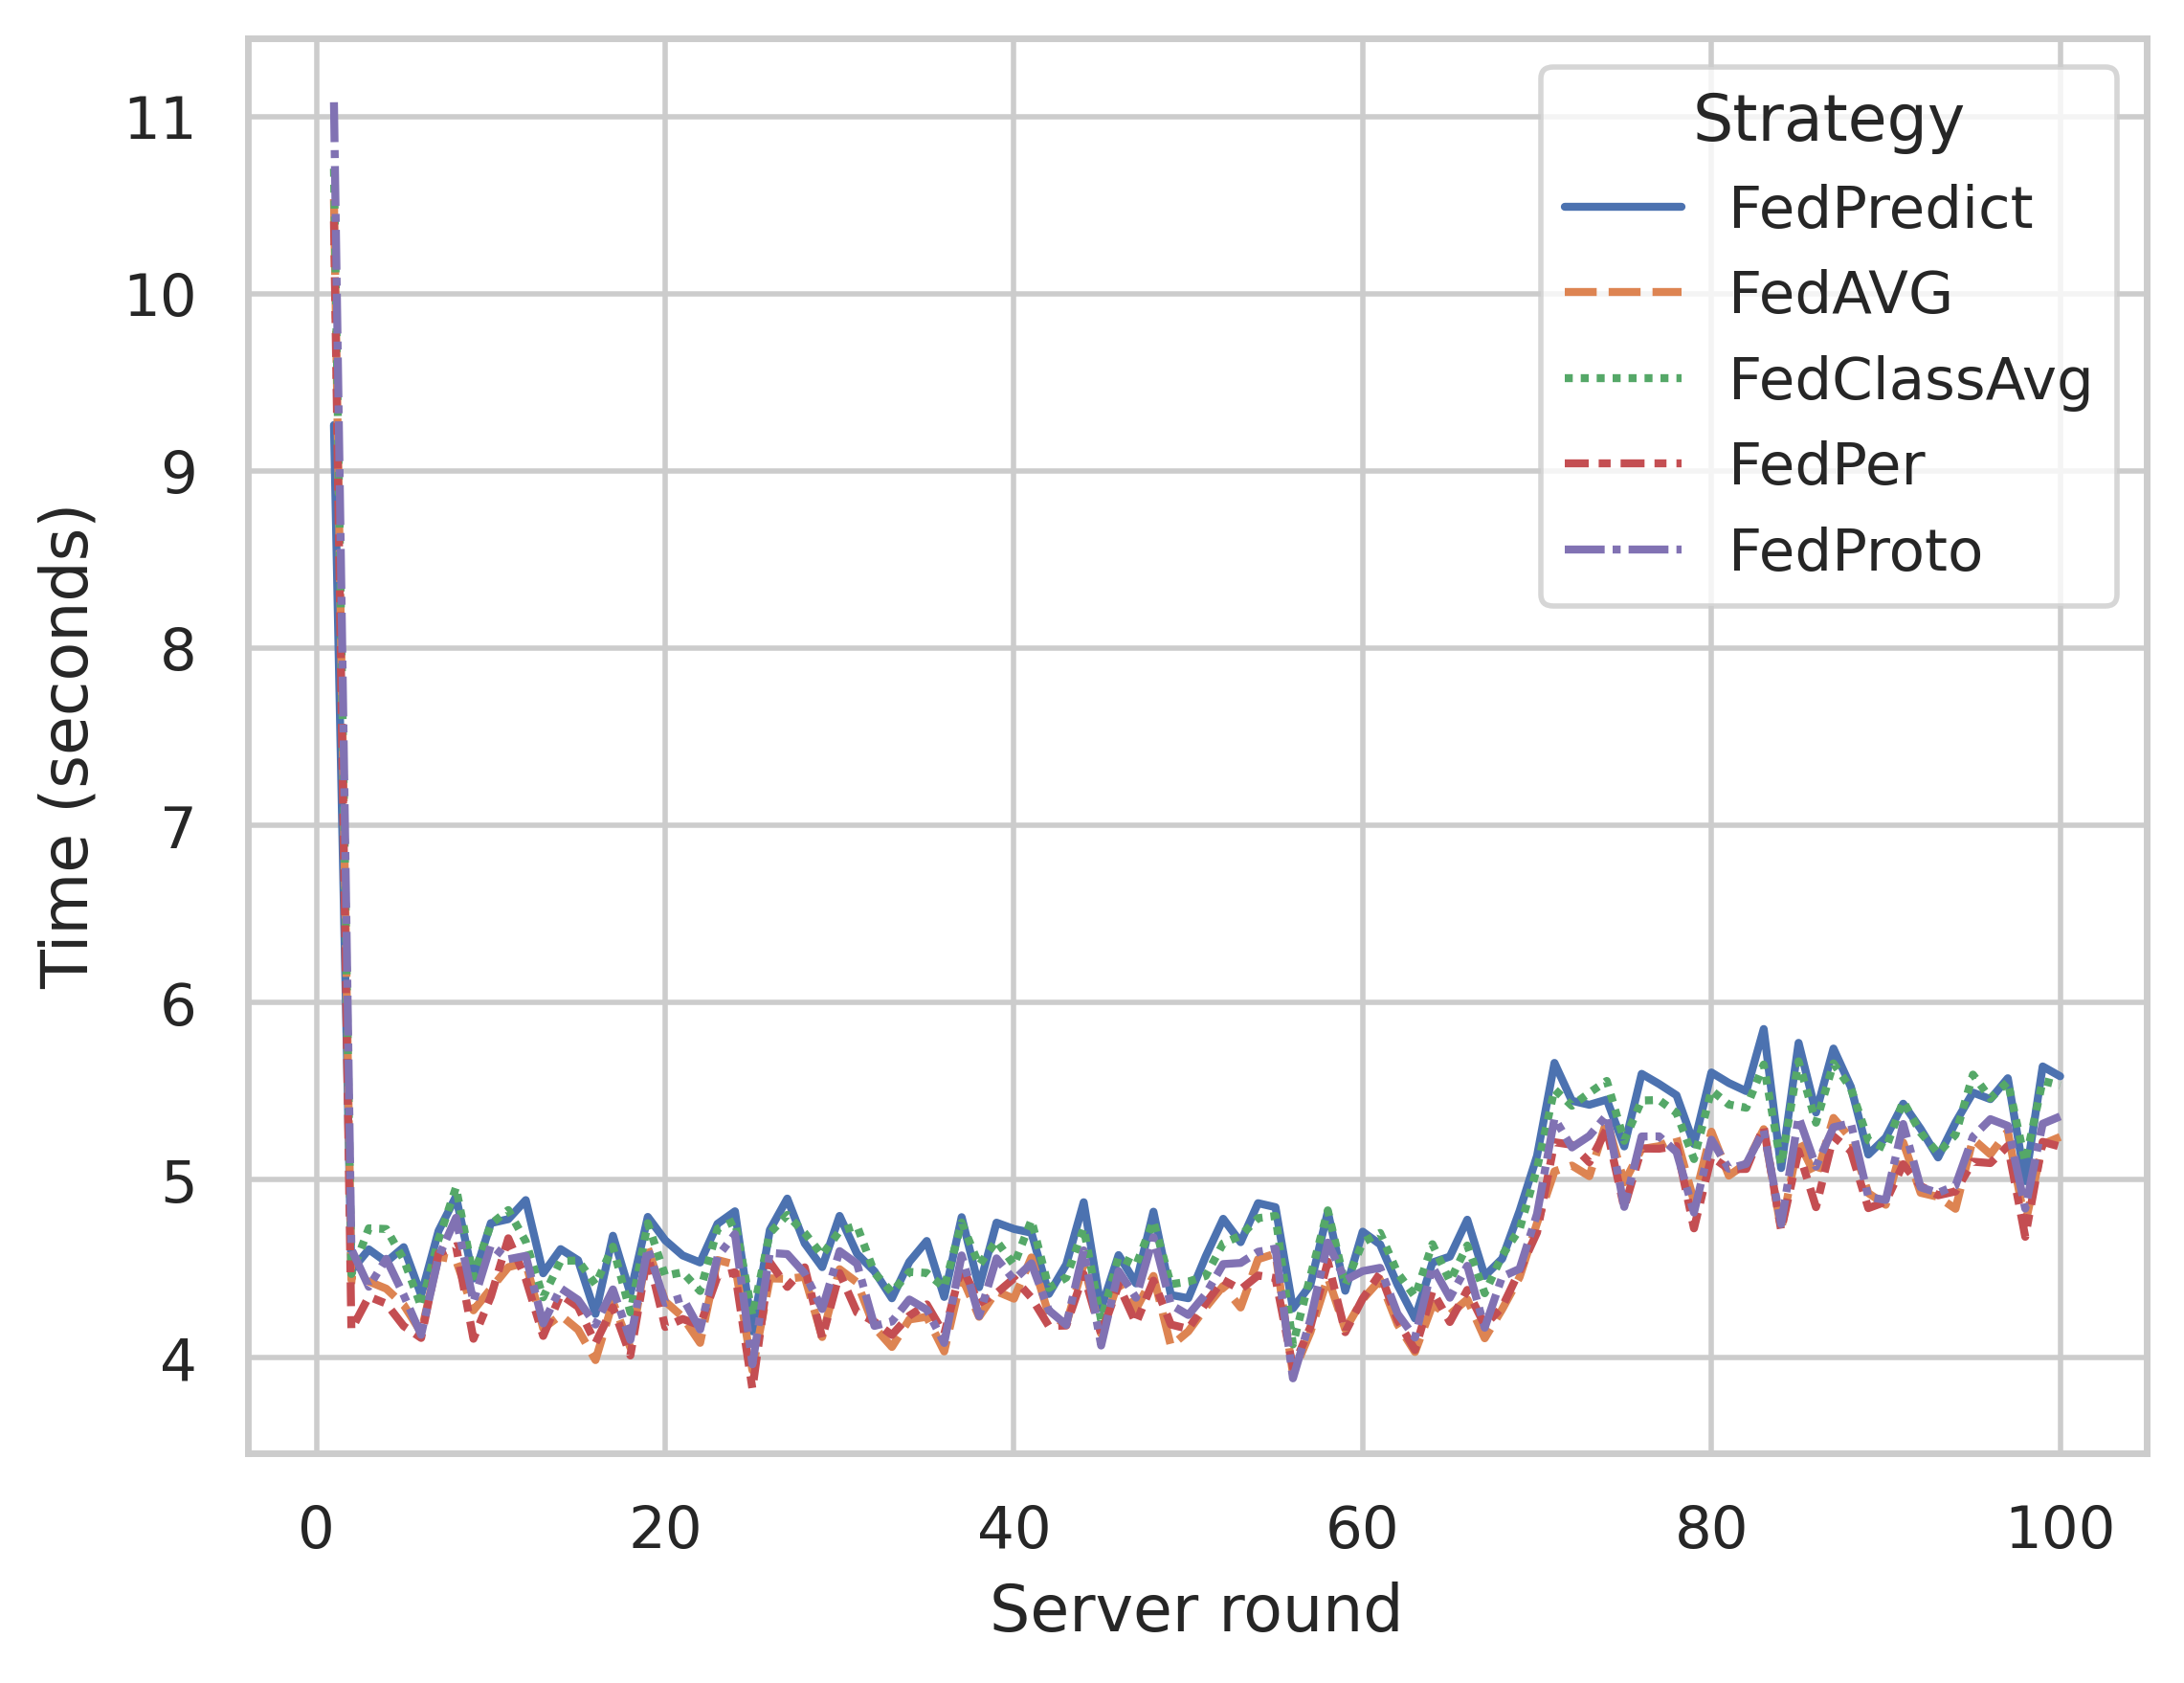 Strategy
FedPredict
FedAVG
FedClassAvg
FedPer
FedProto
Time (seconds)
11
10
9
8
7
6
5
4
0 20 40 60 80 100
Server round